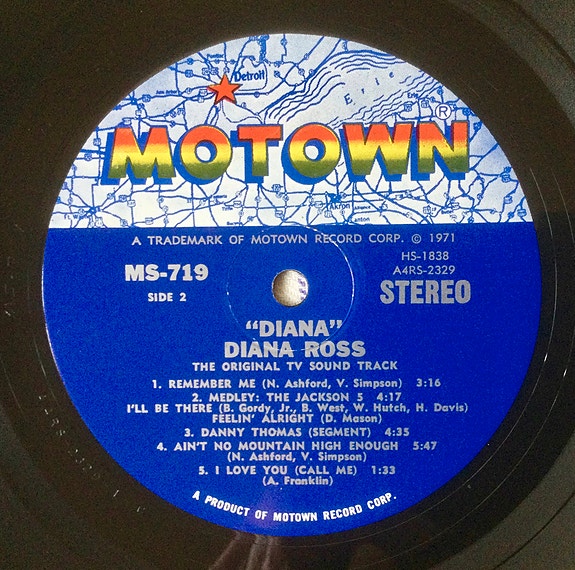 Detroit
Erie
Erie
MOTOWN®
Akron
Canton
A TRADEMARK OF MOTOWN RECORD CORP. © 1971
HS-1838
MS-719
A4RS-2329
SIDE 2
STEREO
"DIANA"
DIANA ROSS
THE ORIGINAL TV SOUND TRACK
1. REMEMBER ME (N. Ashford, V. Simpson) 3:16
2. MEDLEY: THE JACKSON 5 4:17
I'LL BE THERE (B. Gordy, Jr., B. West, W. Hutch, H. Davis)
FEELIN' ALRIGHT (D. Mason)
3. DANNY THOMAS (SEGMENT) 4:35
4. AIN'T NO MOUNTAIN HIGH ENOUGH 5:47
(N. Ashford, V. Simpson)
5. I LOVE YOU (CALL ME) 1:33
(A. Franklin)
A PRODUCT OF MOTOWN RECORD CORP.